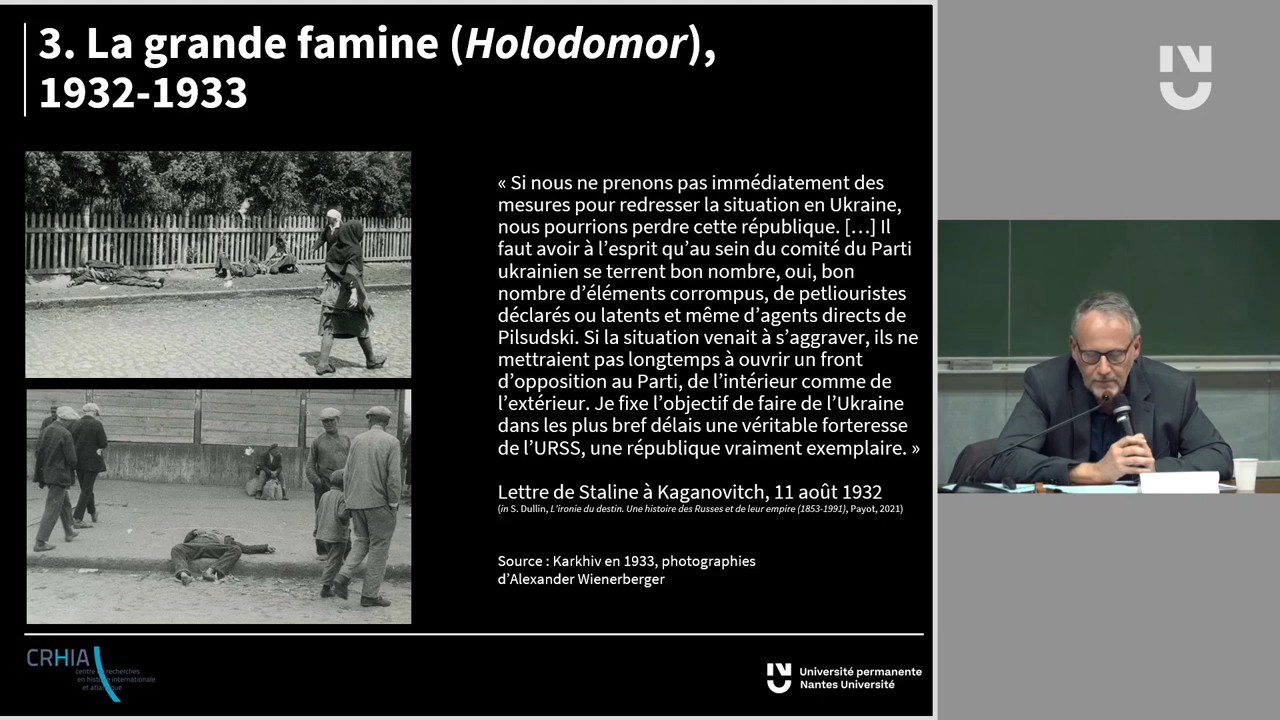 3. La grande famine (Holodomor),
1932-1933
« Si nous ne prenons pas immédiatement des
mesures pour redresser la situation en Ukraine,
nous pourrions perdre cette république. […] Il
faut avoir à l’esprit qu’au sein du comité du Parti
ukrainien se terrent bon nombre, oui, bon
nombre d’éléments corrompus, de petliouristes
déclarés ou latents et même d’agents directs de
Pilsudski. Si la situation venait à s’aggraver, ils ne
mettraient pas longtemps à ouvrir un front
d’opposition au Parti, de l’intérieur comme de
l’extérieur. Je fixe l’objectif de faire de l’Ukraine
dans les plus bref délais une véritable forteresse
de l’URSS, une république vraiment exemplaire. »
Lettre de Staline à Kaganovitch, 11 août 1932
(in S. Dullin, L’ironie du destin. Une histoire des Russes et de leur empire (1853-1991), Payot, 2021)
Source : Karkhiv en 1933, photographies
d’Alexander Wienerberger
CRHIA
centre de recherches
en histoire internationale
et atlantique
Université permanente
Nantes Université